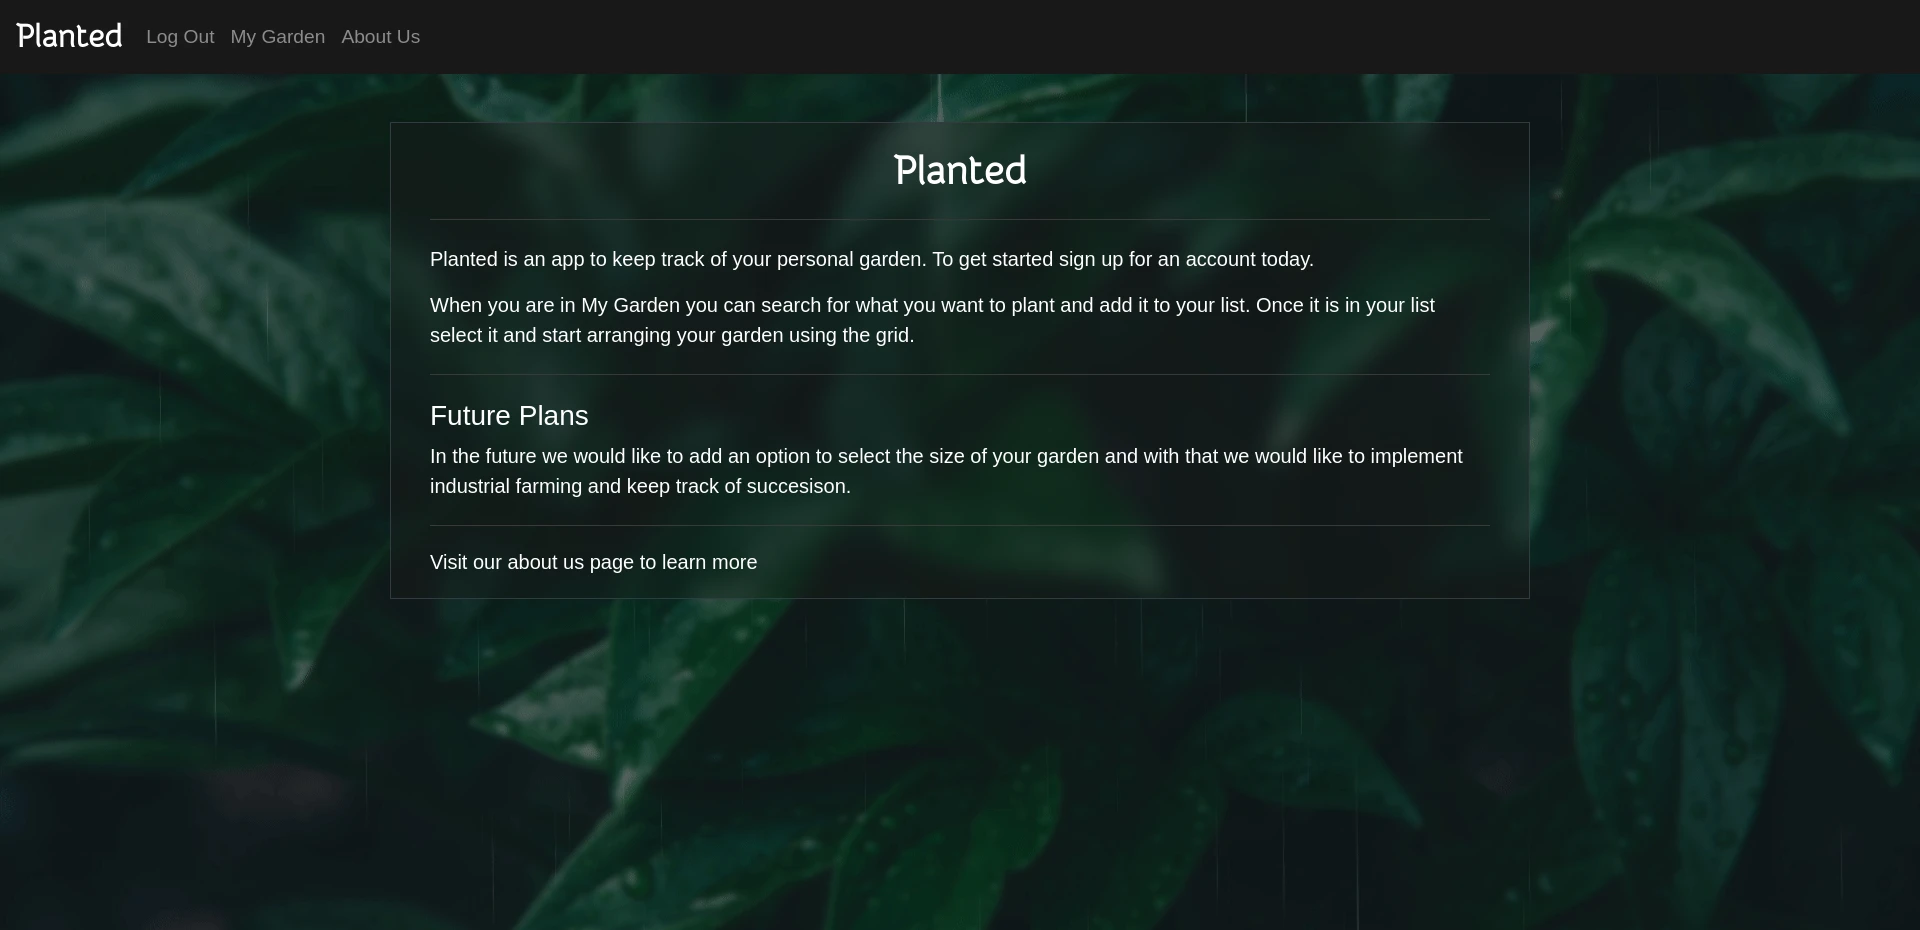 Planted
Log Out
My Garden
About Us
Planted
Planted is an app to keep track of your personal garden. To get started sign up for an account today.
When you are in My Garden you can search for what you want to plant and add it to your list. Once it is in your list
select it and start arranging your garden using the grid.
Future Plans
In the future we would like to add an option to select the size of your garden and with that we would like to implement
industrial farming and keep track of succesison.
Visit our about us page to learn more